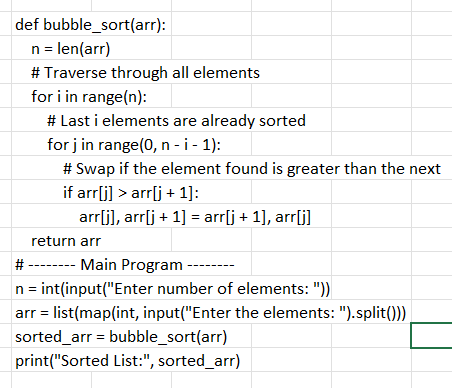 def bubble_sort(arr):
    n = len(arr)
    # Traverse through all elements
    for i in range(n):
        # Last i elements are already sorted
        for j in range(0, n - i - 1):
            # Swap if the element found is greater than the next
            if arr[j] > arr[j + 1]:
                arr[j], arr[j + 1] = arr[j + 1], arr[j]
    return arr
# -------- Main Program --------
n = int(input("Enter number of elements: "))
arr = list(map(int, input("Enter the elements: ").split()))
sorted_arr = bubble_sort(arr)
print("Sorted List:", sorted_arr)